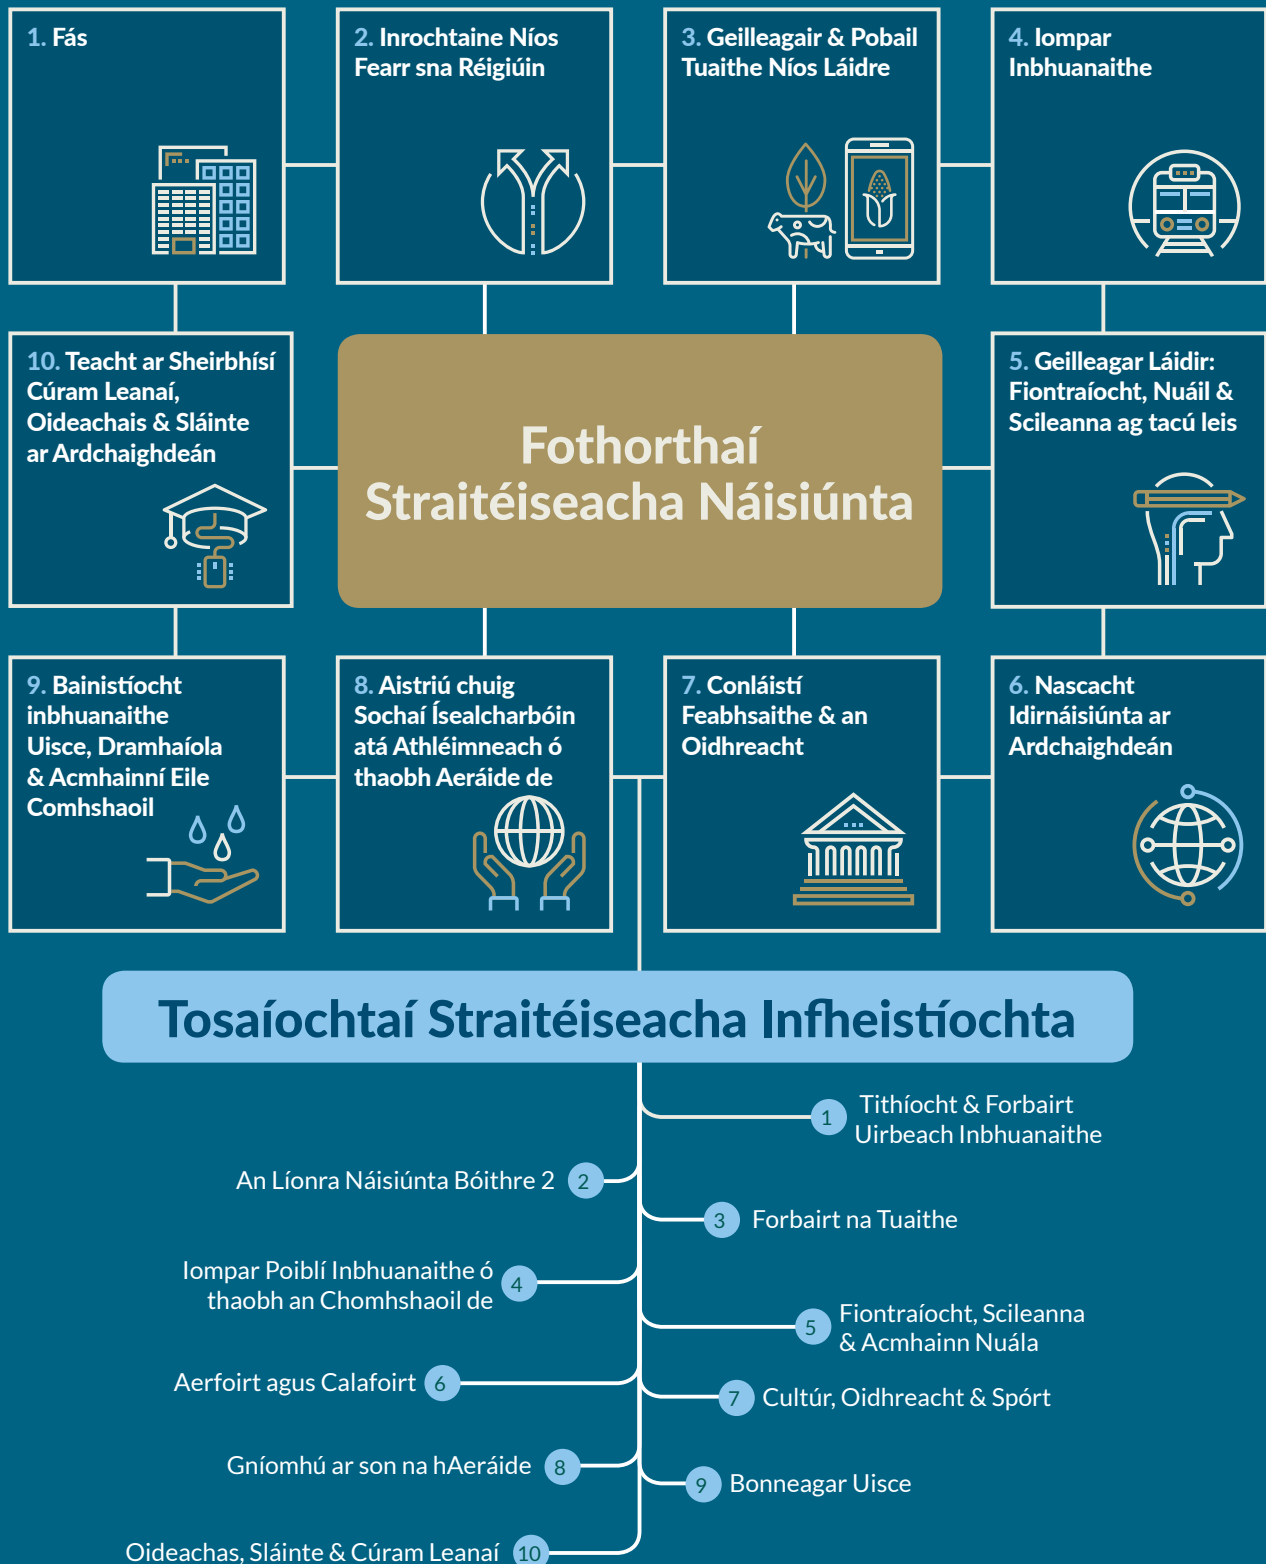 1. Fás
2. Inrochtaine Níos
Fearr sna Réigiúin
3. Geilleagair & Pobail
Tuaithe Níos Láidre
4. Iompar
Inbhuanaithe
10. Teacht ar Sheirbhísí
Cúram Leanaí,
Oideachais & Sláinte
ar Ardchaighdeán
Fothorthaí
Straitéiseacha Náisiúnta
5. Geilleagar Láidir:
Fiontraíocht, Nuáil &
Scileanna ag tacú leis
9. Bainistíocht
inbhuanaithe
Uisce, Dramhaíola
& Acmhainní Eile
Comhshaoil
8. Aistriú chuig
Sochaí Ísealcharbóin
atá Athléimneach ó
thaobh Aeráide de
7. Conláistí
Feabhsaithe & an
Oidhreacht
6. Nascacht
Idirnáisiúnta ar
Ardchaighdeán
Tosaíochtaí Straitéiseacha Infheistíochta
1 Tithíocht & Forbairt
Uirbeach Inbhuanaithe
An Líonra Náisiúnta Bóithre 2 2
3 Forbairt na Tuaithe
Iompar Poiblí Inbhuanaithe ó
thaobh an Chomhshaoil de 4
5 Fiontraíocht, Scileanna
& Acmhainn Nuála
Aerfoirt agus Calafoirt 6
7 Cultúr, Oidhreacht & Spórt
Gníomhú ar son na hAeráide 8
9 Bonneagar Uisce
Oideachas, Sláinte & Cúram Leanaí 10